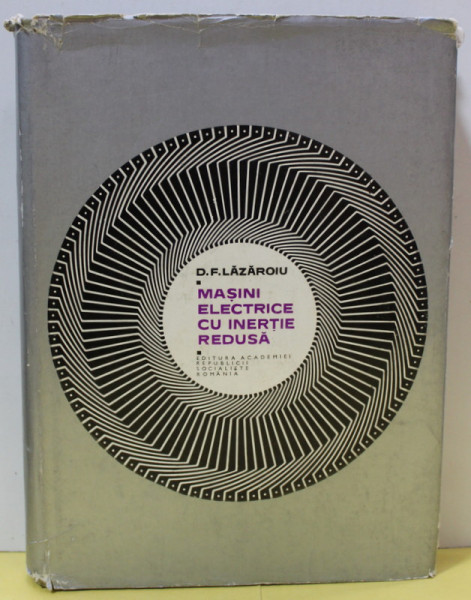 D.F. LĂZĂROIU
MAȘINI
ELECTRICE
CU INERȚIE
REDUSĂ
EDITURA ACADEMIEI
REPUBLICII
SOCIALISTE
ROMÂNIA